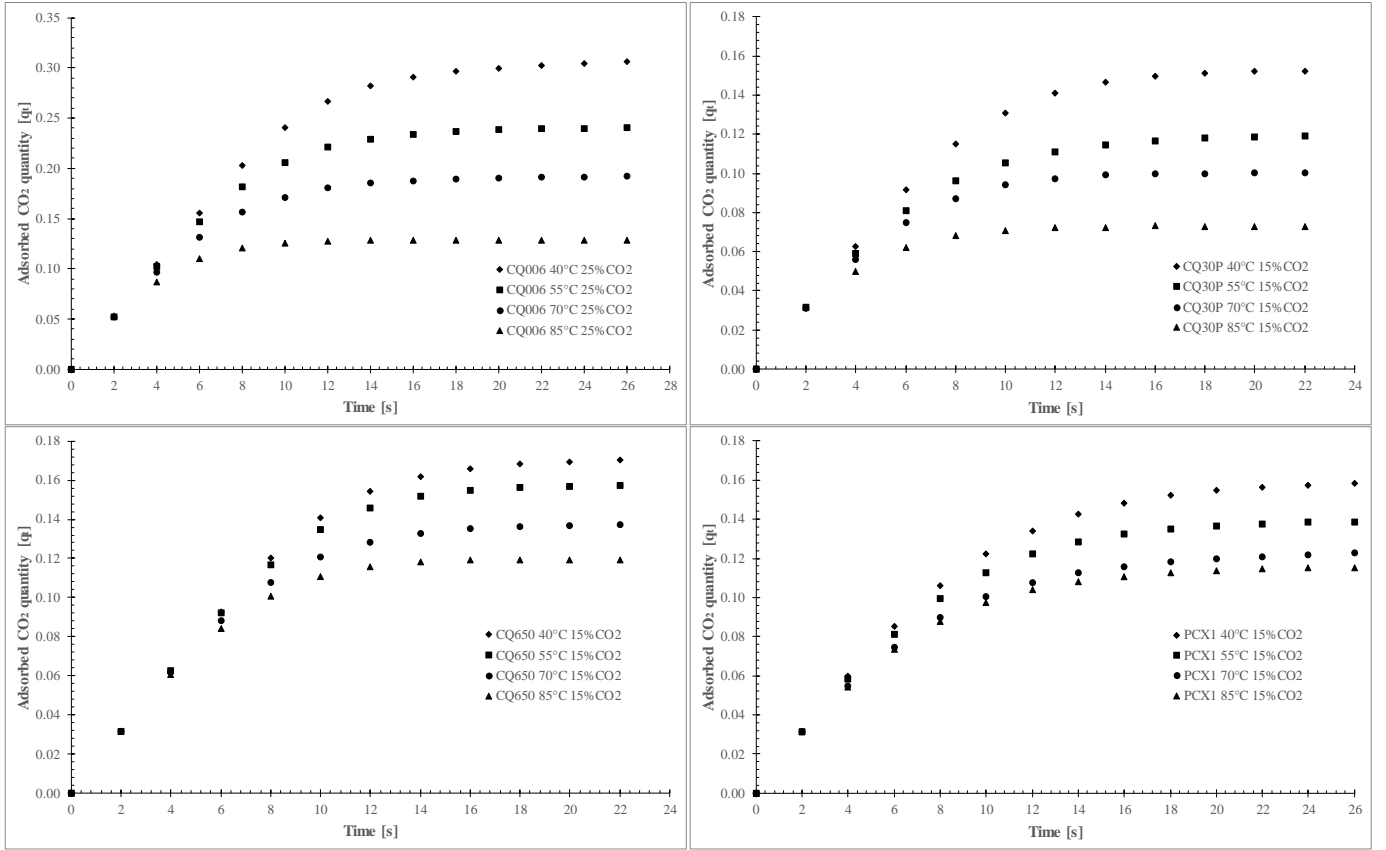 0.35
0.30
0.25
0.20
0.15
0.10
0.05
0.00
Adsorbed CO2 quantity [qt]
CQ006 40°C 25%CO2
CQ006 55°C 25%CO2
CQ006 70°C 25%CO2
CQ006 85°C 25%CO2
0 2 4 6 8 10 12 14 16 18 20 22 24 26 28
Time [s]
0.18
0.16
0.14
0.12
0.10
0.08
0.06
0.04
0.02
0.00
Adsorbed CO2 quantity [qt]
CQ30P 40°C 15%CO2
CQ30P 55°C 15%CO2
CQ30P 70°C 15%CO2
CQ30P 85°C 15%CO2
0 2 4 6 8 10 12 14 16 18 20 22 24
Time [s]
0.18
0.16
0.14
0.12
0.10
0.08
0.06
0.04
0.02
0.00
Adsorbed CO2 quantity [qt]
CQ650 40°C 15%CO2
CQ650 55°C 15%CO2
CQ650 70°C 15%CO2
CQ650 85°C 15%CO2
0 2 4 6 8 10 12 14 16 18 20 22 24
Time [s]
0.18
0.16
0.14
0.12
0.10
0.08
0.06
0.04
0.02
0.00
Adsorbed CO2 quantity [qt]
PCX1 40°C 15%CO2
PCX1 55°C 15%CO2
PCX1 70°C 15%CO2
PCX1 85°C 15%CO2
0 2 4 6 8 10 12 14 16 18 20 22 24 26
Time [s]